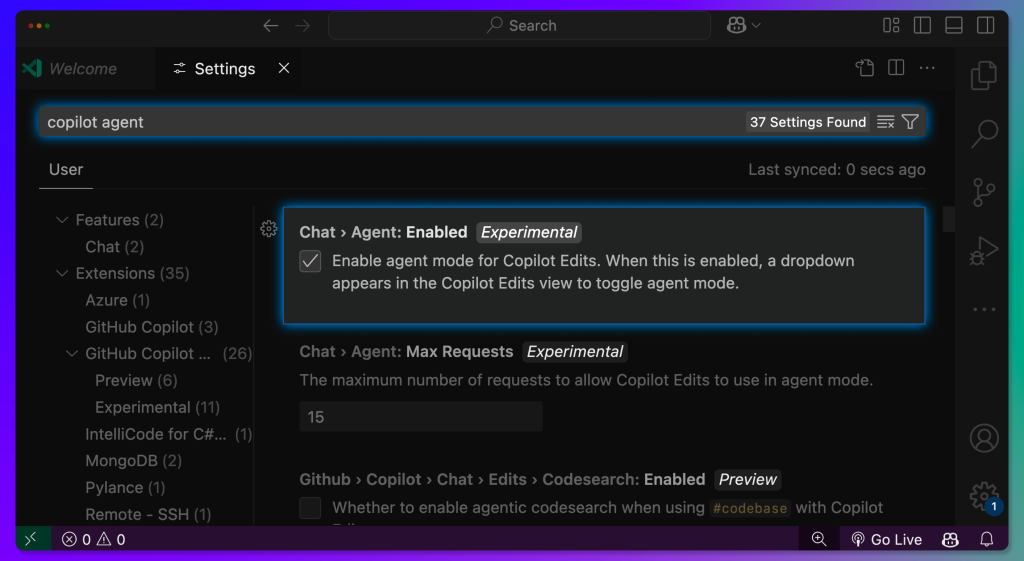 Search
Welcome
Settings
copilot agent
37 Settings Found
User
Last synced: 0 secs ago
Features (2)
Chat (2)
Extensions (35)
Azure (1)
GitHub Copilot (3)
GitHub Copilot ... (26)
Preview (6)
Experimental (11)
IntelliCode for C#... (1)
MongoDB (2)
Pylance (1)
Remote - SSH (1)
Chat › Agent: Enabled Experimental
Enable agent mode for Copilot Edits. When this is enabled, a dropdown
appears in the Copilot Edits view to toggle agent mode.
Chat › Agent: Max Requests Experimental
The maximum number of requests to allow Copilot Edits to use in agent mode.
15
Github › Copilot › Chat › Edits › Codesearch: Enabled Preview
Whether to enable agentic codesearch when using #codebase with Copilot
1
0 0
Go Live